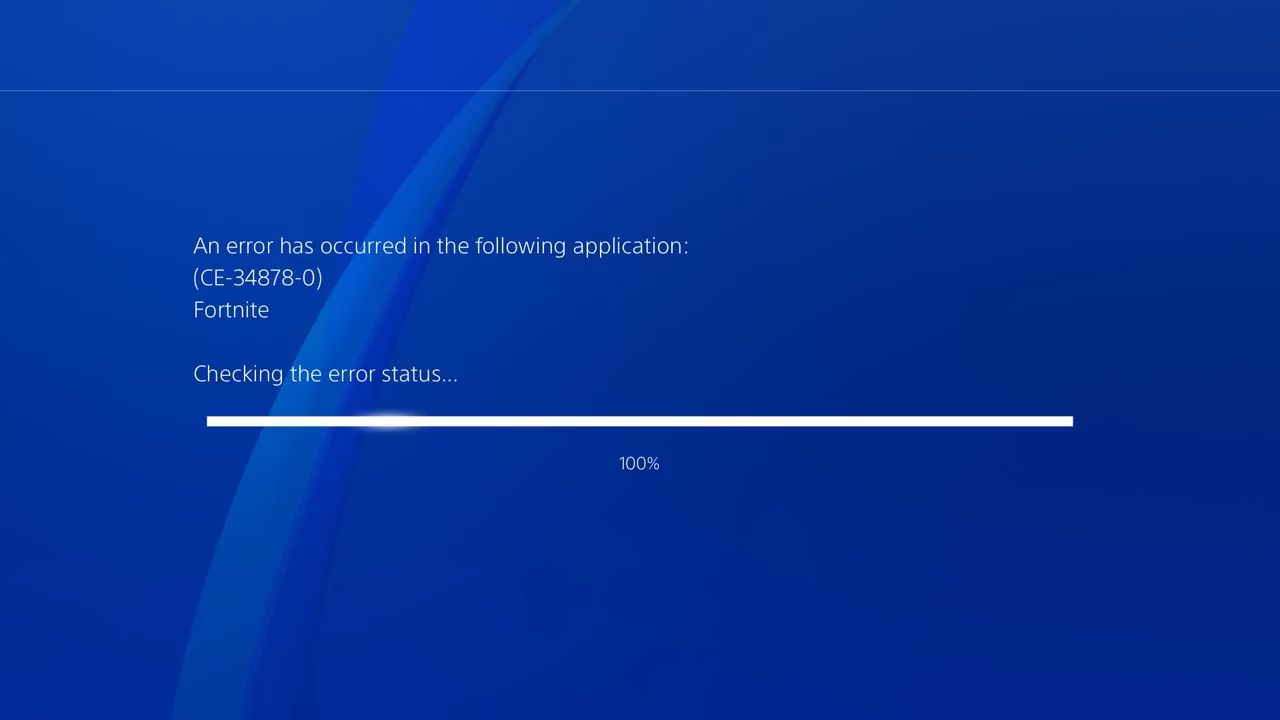 An error has occurred in the following application:
(CE-34878-0)
Fortnite
Checking the error status...
100%